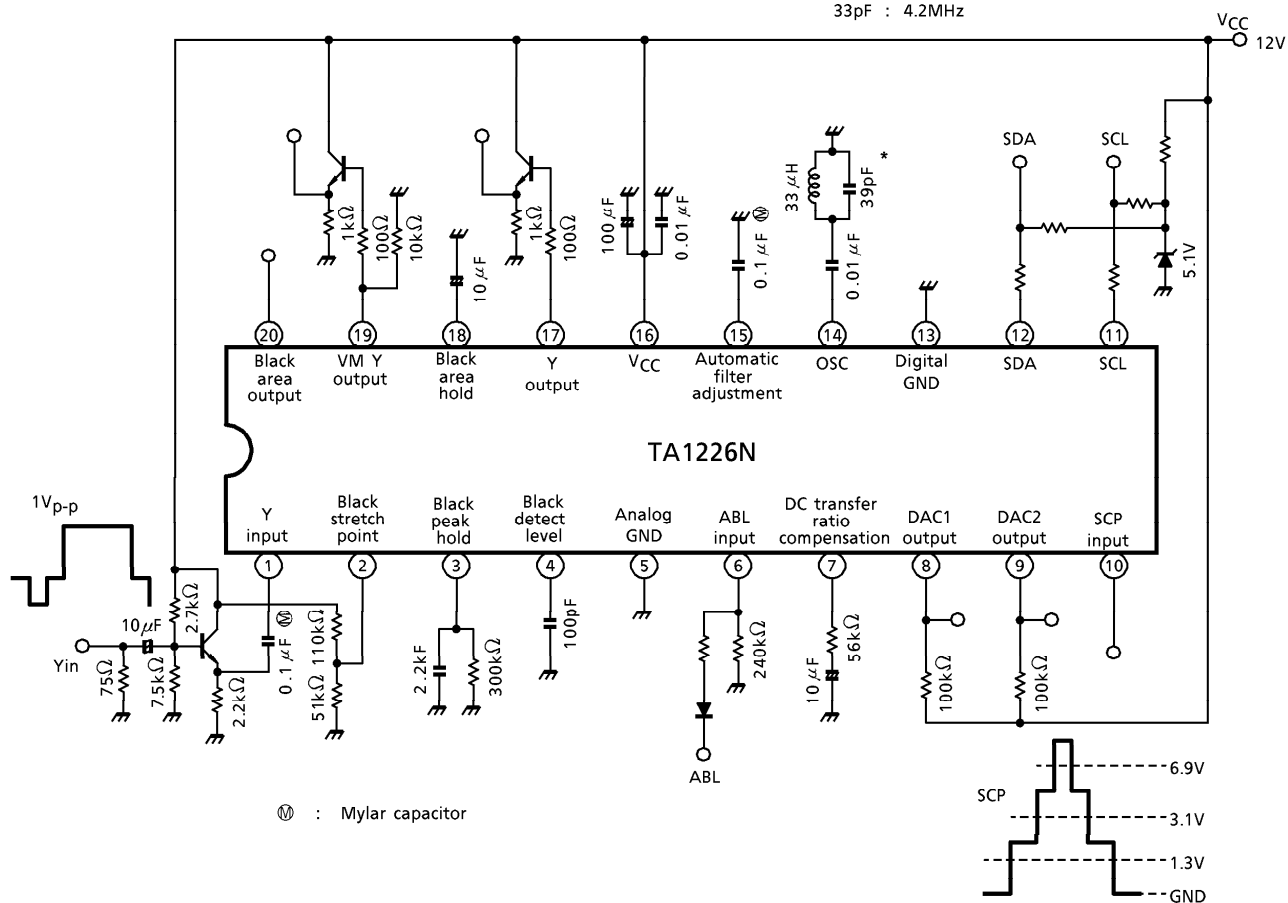 33pF : 4.2MHz
VCC
12V
SDA
SCL
*
33μH
39pF
1kΩ
100Ω
10kΩ
10μF
1kΩ
100Ω
100μF
0.01μF
0.1μF Ⓜ
0.01μF
5.1V
20
19
18
17
16
15
14
13
12
11
Black area output
VM Y output
Black area hold
Y output
VCC
Automatic filter adjustment
OSC
Digital GND
SDA
SCL
TA1226N
1Vp-p
Y input
Black stretch point
Black peak hold
Black detect level
Analog GND
ABL input
DC transfer ratio compensation
DAC1 output
DAC2 output
SCP input
1
2
3
4
5
6
7
8
9
10
10μF
2.7kΩ
Yin
75Ω
7.5kΩ
2.2kΩ
0.1μF Ⓜ
110kΩ
51kΩ
2.2kF
300kΩ
100pF
240kΩ
56kΩ
10μF
100kΩ
100kΩ
ABL
Ⓜ : Mylar capacitor
SCP
6.9V
3.1V
1.3V
GND